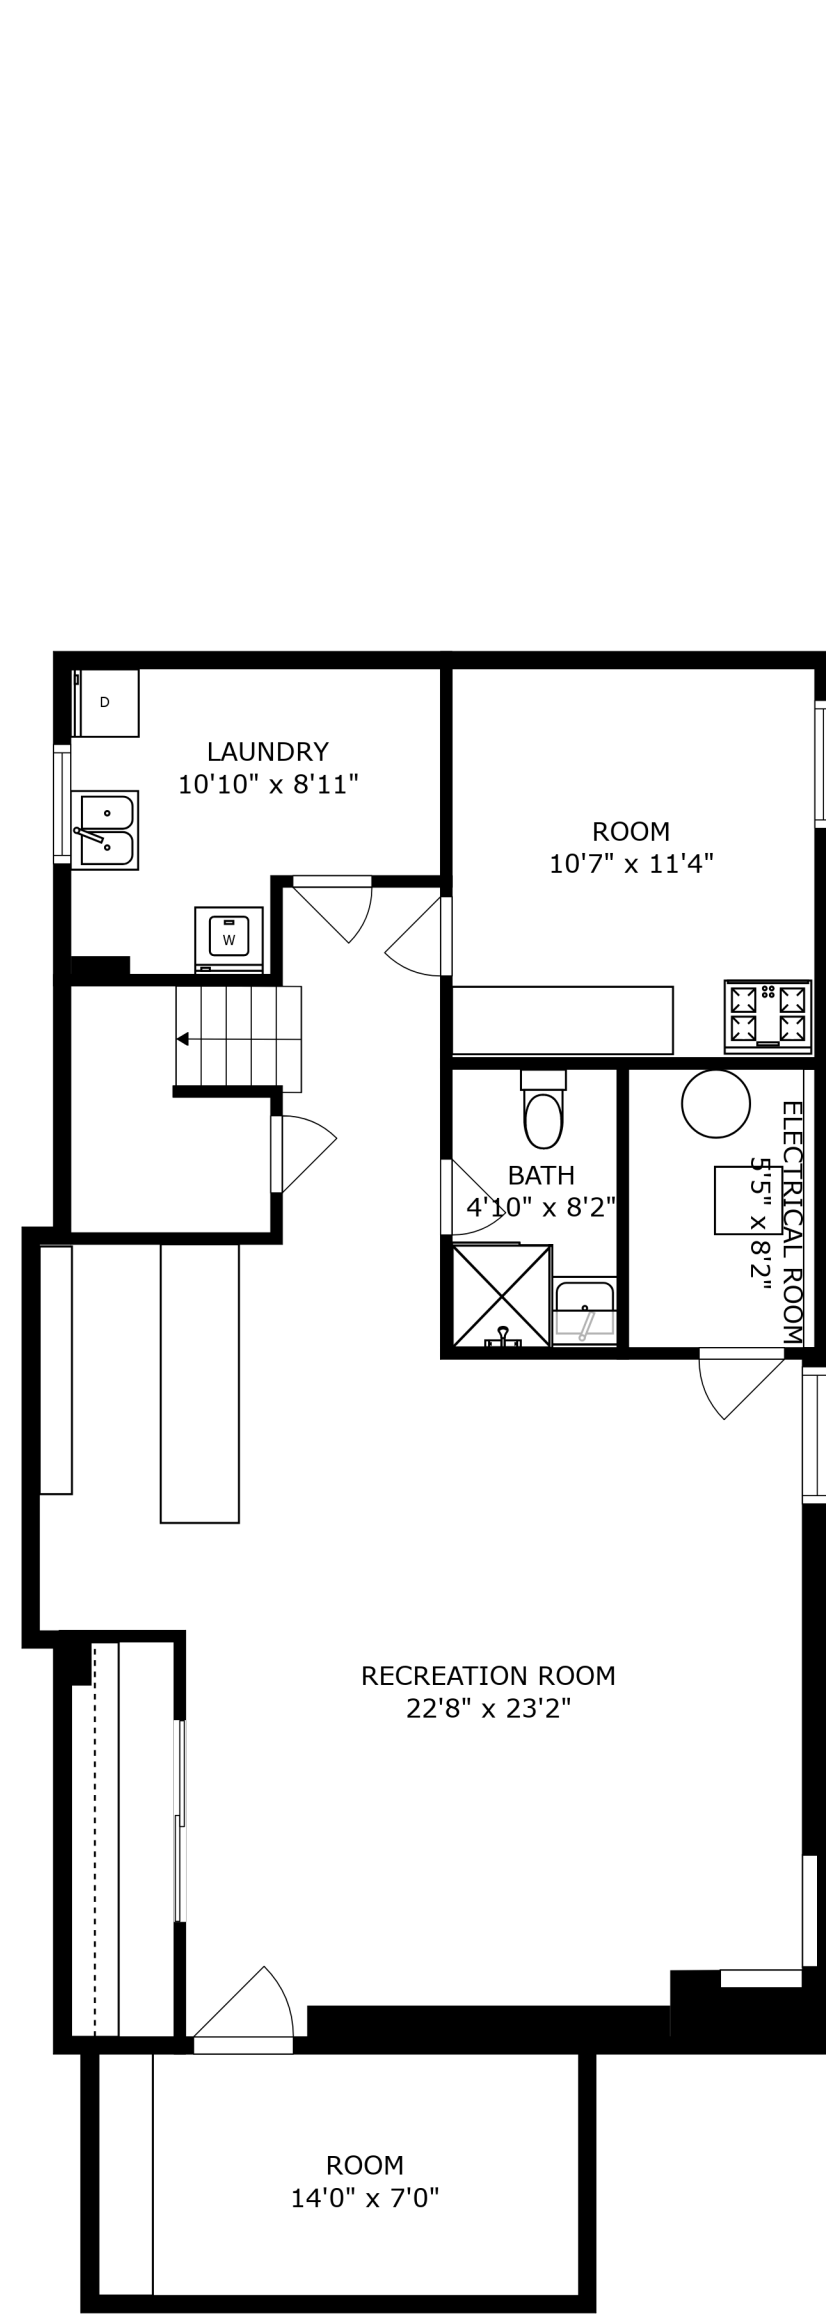 D
LAUNDRY
10'10" x 8'11"
W
ROOM
10'7" x 11'4"
BATH
4'10" x 8'2"
ELECTRICAL ROOM
5'5" x 8'2"
RECREATION ROOM
22'8" x 23'2"
ROOM
14'0" x 7'0"